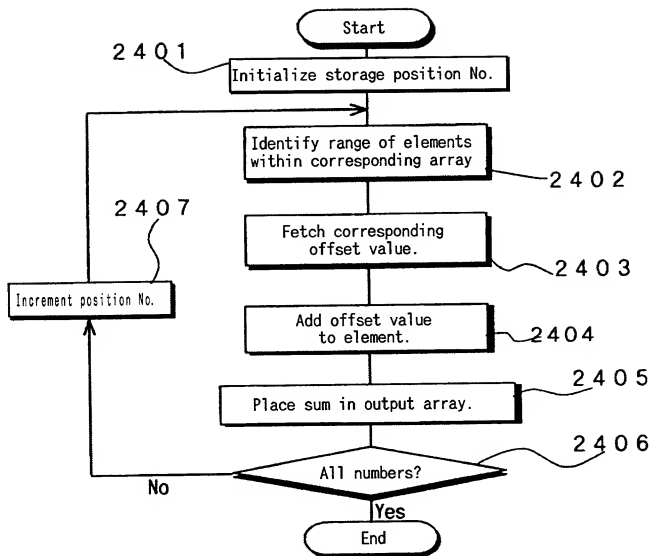 Start
2401
Initialize storage position No.
Identify range of elements
within corresponding array
2402
2407
Fetch corresponding
offset value.
2403
Increment position No.
Add offset value
to element.
2404
2405
Place sum in output array.
2406
All numbers?
No
Yes
End